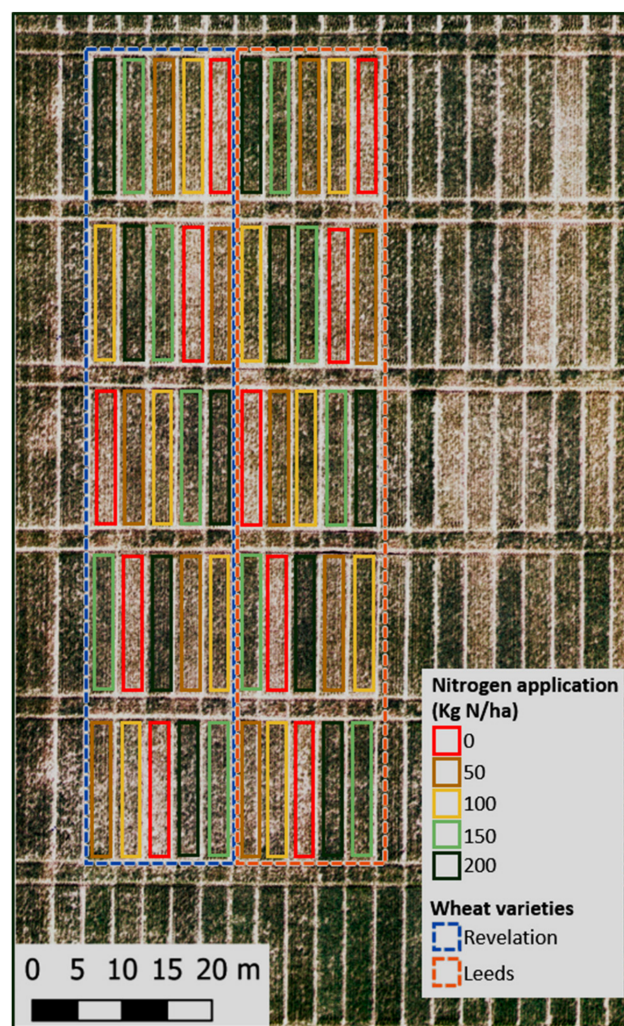 Nitrogen application
(Kg N/ha)
0
50
100
150
200
Wheat varieties
Revelation
Leeds
0 5 10 15 20 m